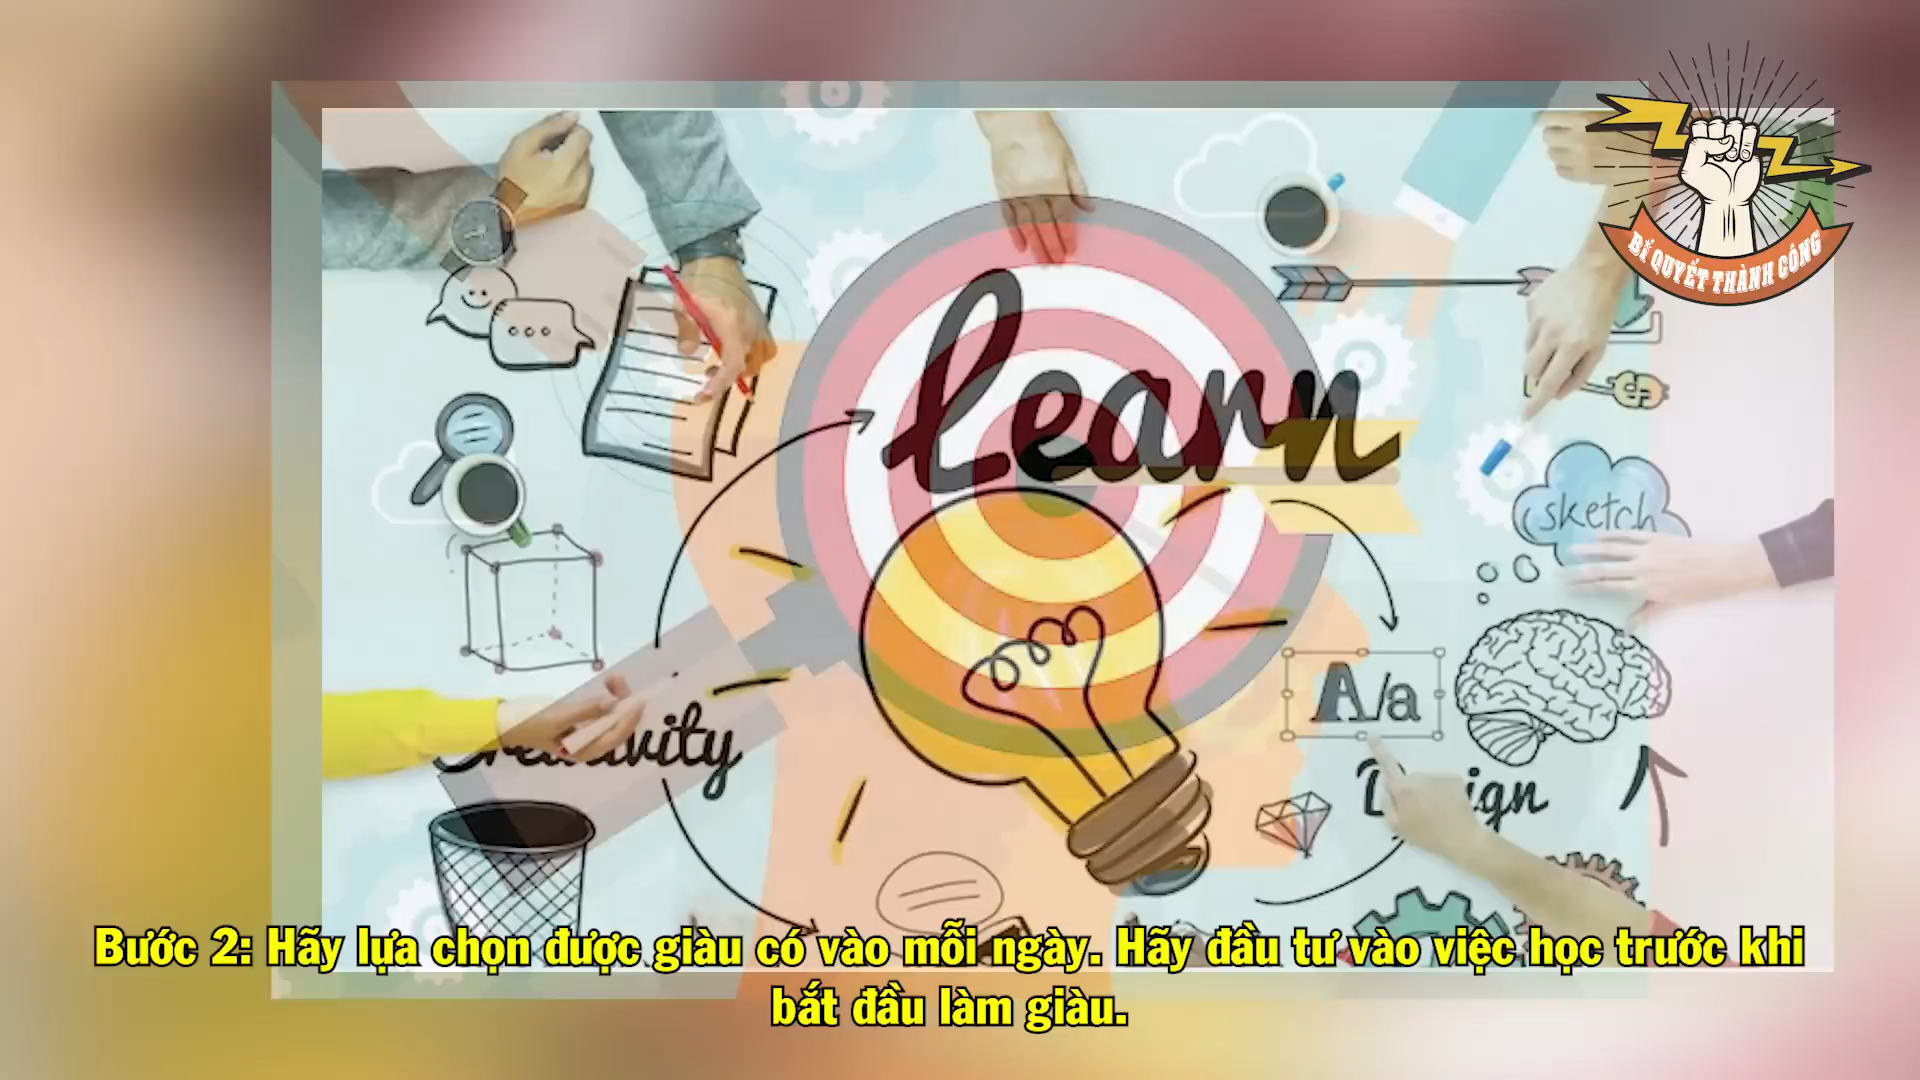 BÍ QUYẾT THÀNH CÔNG
learn
sketch
A/a
Bước 2: Hãy lựa chọn được giàu có vào mỗi ngày. Hãy đầu tư vào việc học trước khi
bắt đầu làm giàu.